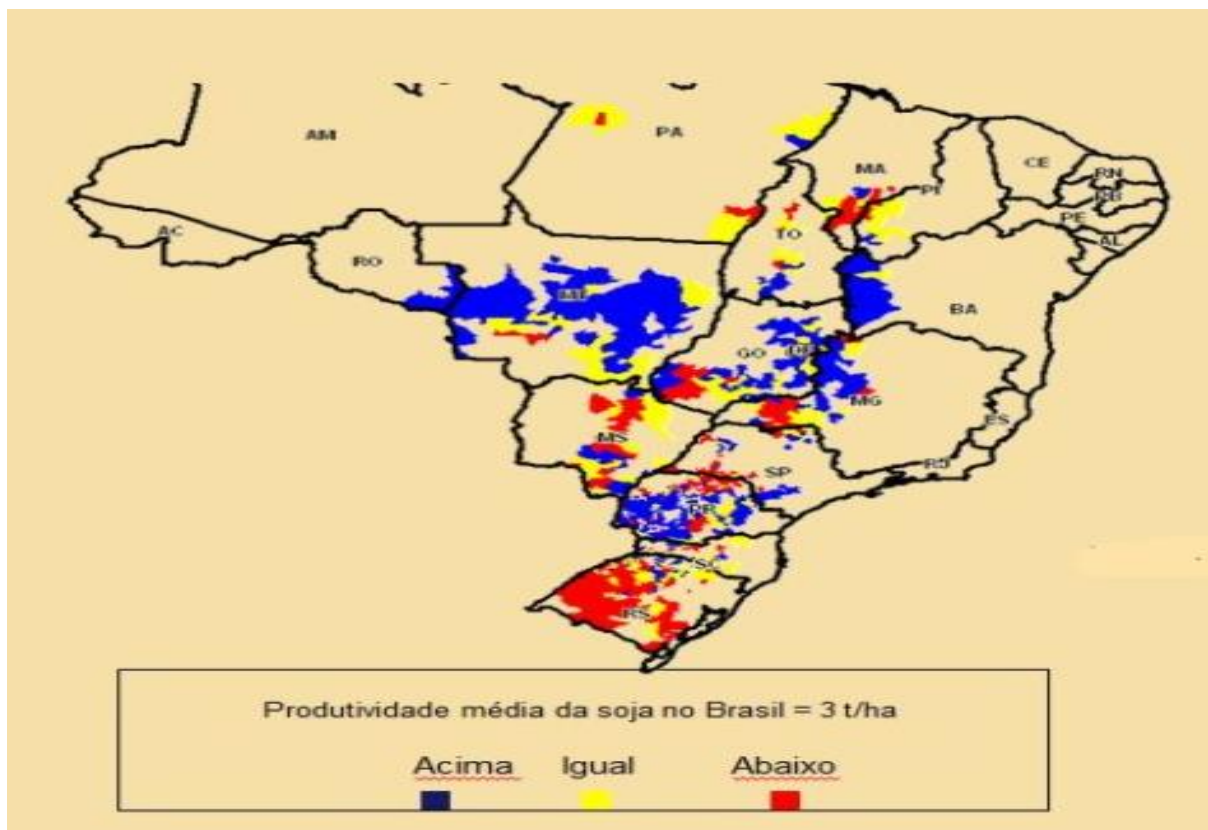 AM
PA
MA
CE
RN
PI
PB
PE
AL
AC
TO
RO
MT
BA
GO
DF
MG
ES
MS
SP
RJ
PR
SC
RS
Produtividade média da soja no Brasil = 3 t/ha
Acima Igual Abaixo